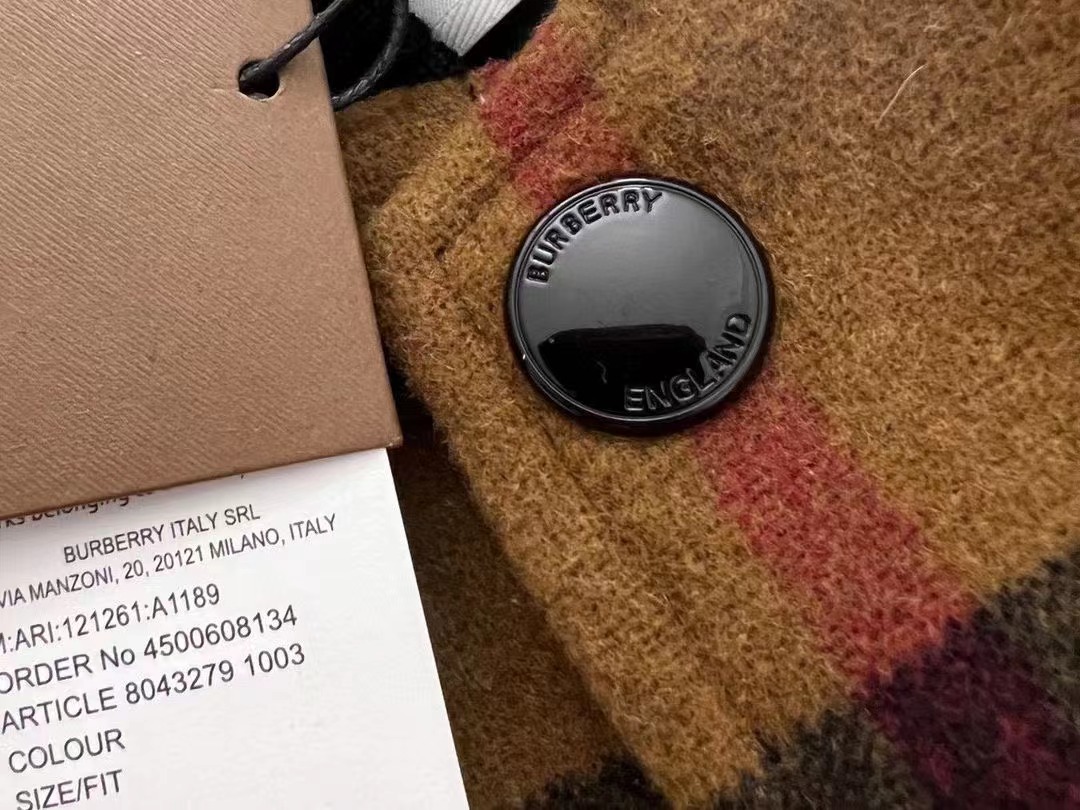 BURBERRY
ENGLAND
BURBERRY ITALY SRL
VIA MANZONI, 20, 20121 MILANO, ITALY
:ARI:121261:A1189
ORDER No 4500608134
ARTICLE 8043279 1003
COLOUR
SIZE/FIT